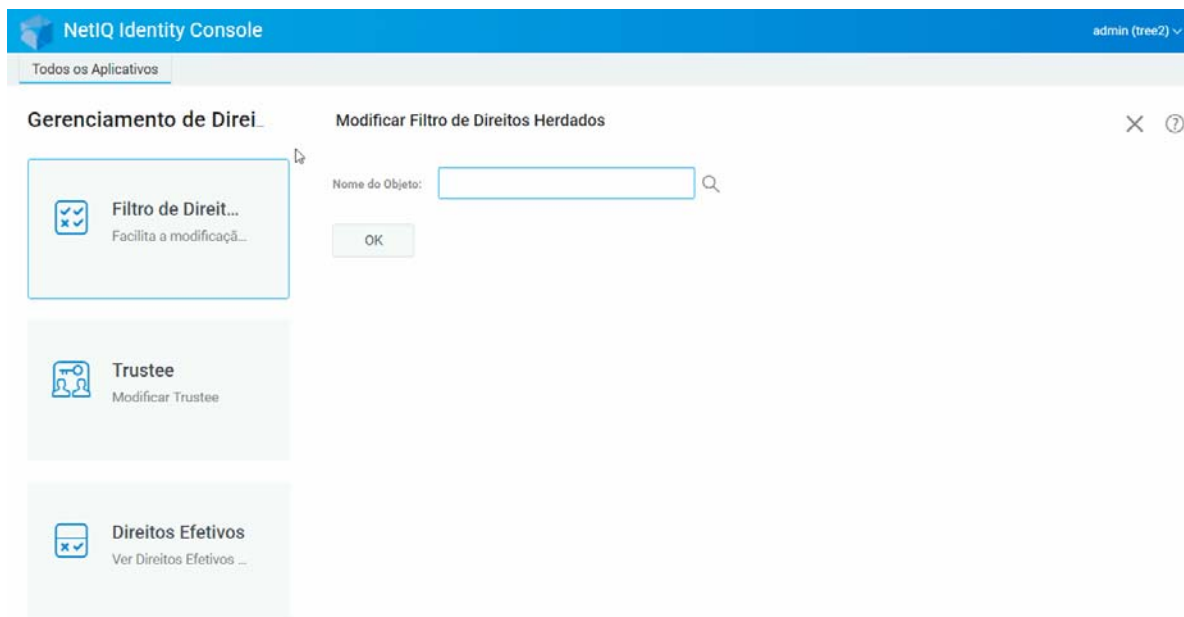 NetIQ Identity Console
admin (tree2)
Todos os Aplicativos
Gerenciamento de Direi...
Modificar Filtro de Direitos Herdados
Nome do Objeto:
OK
Filtro de Direit...
Facilita a modificaçã...
Trustee
Modificar Trustee
Direitos Efetivos
Ver Direitos Efetivos ...